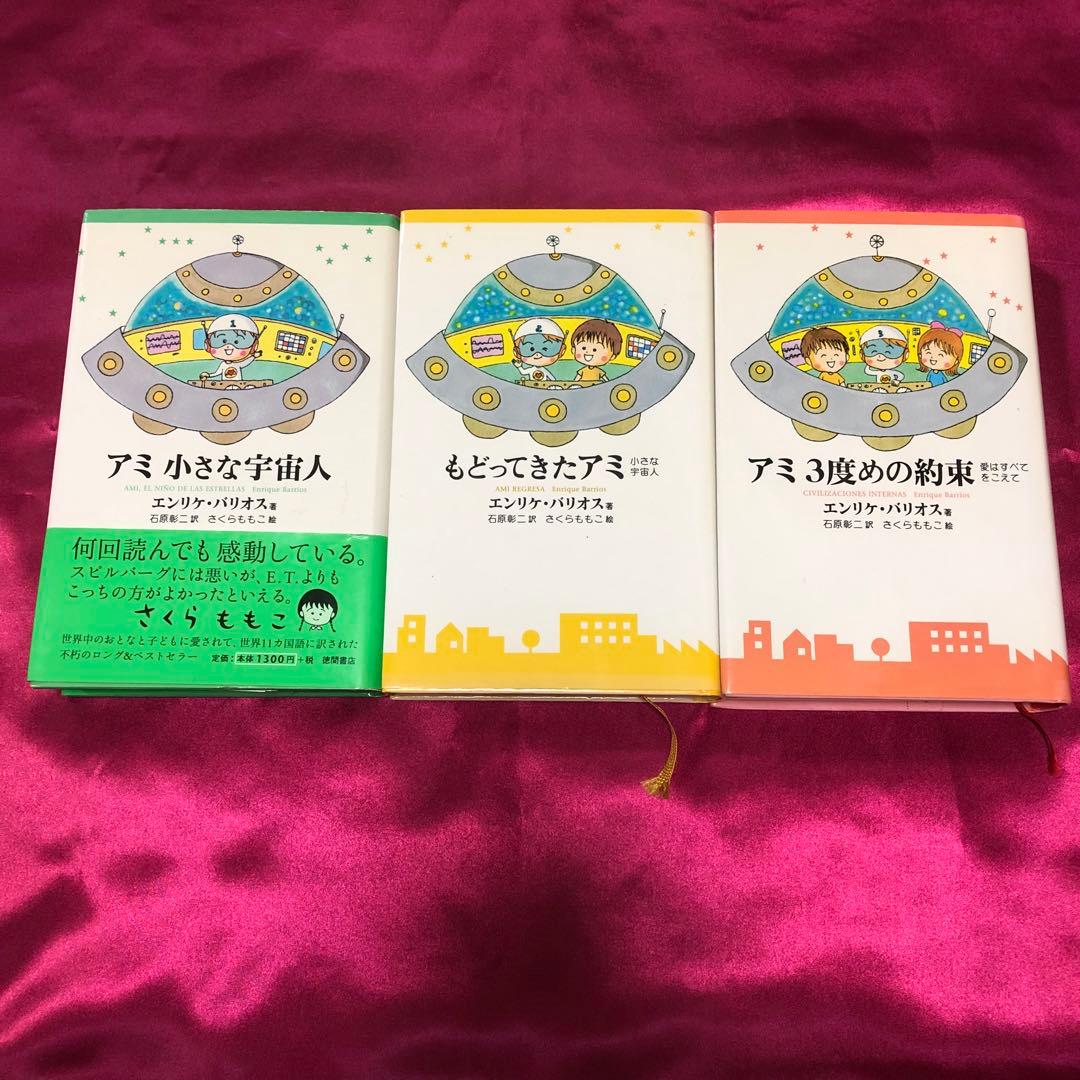 1
アミ 小さな宇宙人
AMI, EL NIÑO DE LAS ESTRELLAS Enrique Barrios
エンリケ・バリオス著
石原彰二 訳 さくらももこ 絵
何回読んでも感動している。
スピルバーグには悪いが、E.T.よりも
こっちの方がよかったといえる。
さくら ももこ
世界中のおとなと子どもに愛されて、世界11カ国語に訳された
不朽のロング&ベストセラー 定価:本体1300円+税 徳間書店
2
もどってきたアミ 小さな
宇宙人
AMI REGRESA Enrique Barrios
エンリケ・バリオス著
石原彰二 訳 さくらももこ 絵
3
アミ 3度めの約束 愛はすべて
をこえて
CIVILIZACIONES INTERNAS Enrique Barrios
エンリケ・バリオス著
石原彰二 訳 さくらももこ 絵